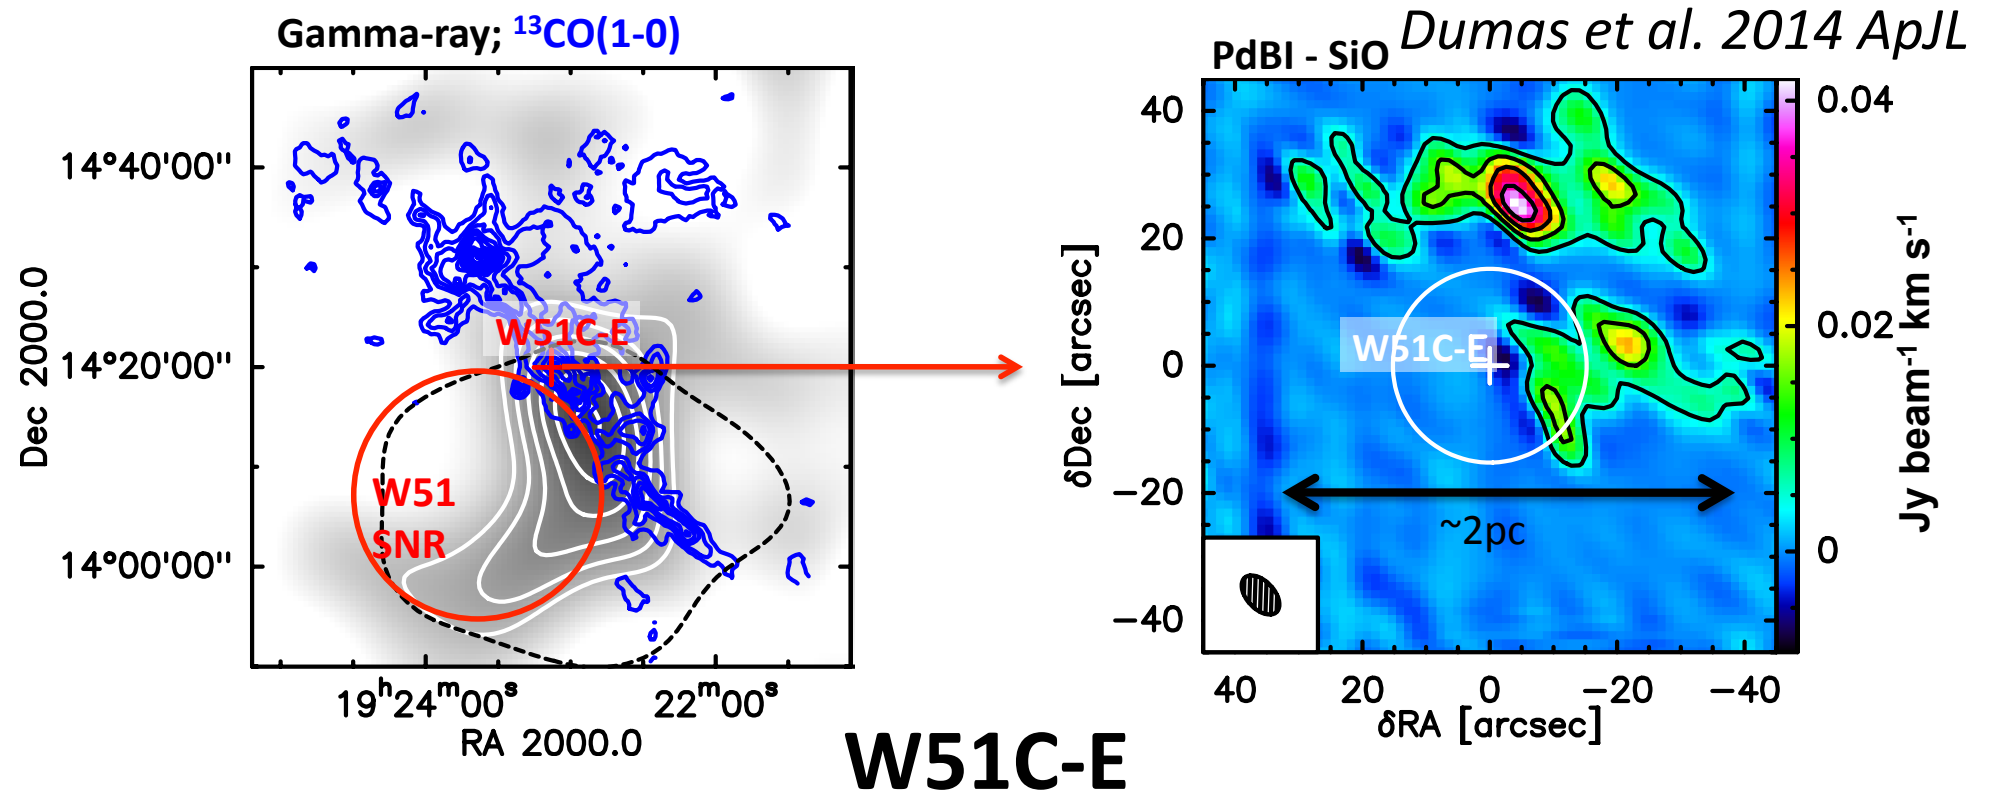 Gamma-ray; ¹³CO(1-0)
14°40'00"
14°20'00"
14°00'00"
Dec 2000.0
W51C-E
W51
SNR
19ʰ24ᵐ00ˢ
22ᵐ00ˢ
RA 2000.0
Dumas et al. 2014 ApJL
PdBI - SiO
40
20
0
−20
−40
δDec [arcsec]
W51C-E
~2pc
40
20
0
−20
−40
δRA [arcsec]
0.04
0.02
0
Jy beam⁻¹ km s⁻¹
W51C-E